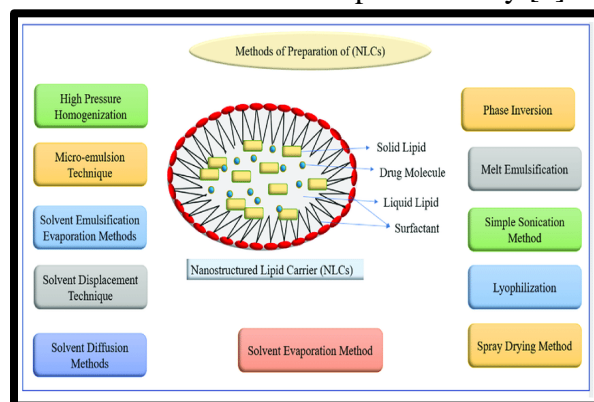 Methods of Preparation of (NLCs)
High Pressure
Homogenization
Micro-emulsion
Technique
Solvent Emulsification
Evaporation Methods
Solvent Displacement
Technique
Solvent Diffusion
Methods
Solid Lipid
Drug Molecule
Liquid Lipid
Surfactant
Nanostructured Lipid Carrier (NLCs)
Solvent Evaporation Method
Phase Inversion
Melt Emulsification
Simple Sonication
Method
Lyophilization
Spray Drying Method